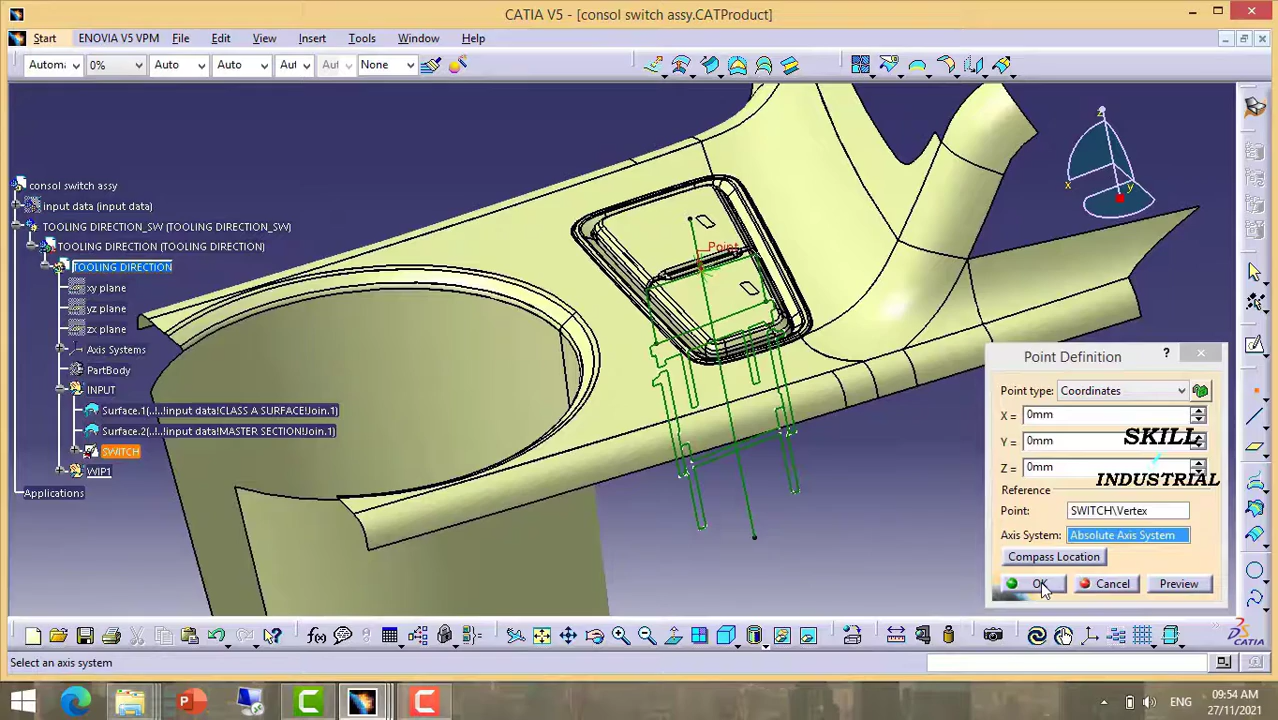 CATIA V5 - [consol switch assy.CATProduct]
Start ENOVIA V5 VPM File Edit View Insert Tools Window Help
Autom 0% Auto Auto Aut Aut None
consol switch assy
input data (input data)
TOOLING DIRECTION_SW (TOOLING DIRECTION_SW)
TOOLING DIRECTION (TOOLING DIRECTION)
TOOLING DIRECTION
xy plane
yz plane
zx plane
Axis Systems
PartBody
INPUT
Surface.1(..!..!input data!CLASS A SURFACE!Join.1)
Surface.2(..!..!input data!MASTER SECTION!Join.1)
SWITCH
WIP1
Applications
Point
z
x
y
Point Definition
Point type: Coordinates
X = 0mm
Y = 0mm
Z = 0mm
SKILL
INDUSTRIAL
Reference
Point: SWITCH\Vertex
Axis System: Absolute Axis System
Compass Location
OK Cancel Preview
f(x)
DS CATIA
Select an axis system
ENG
09:54 AM
27/11/2021